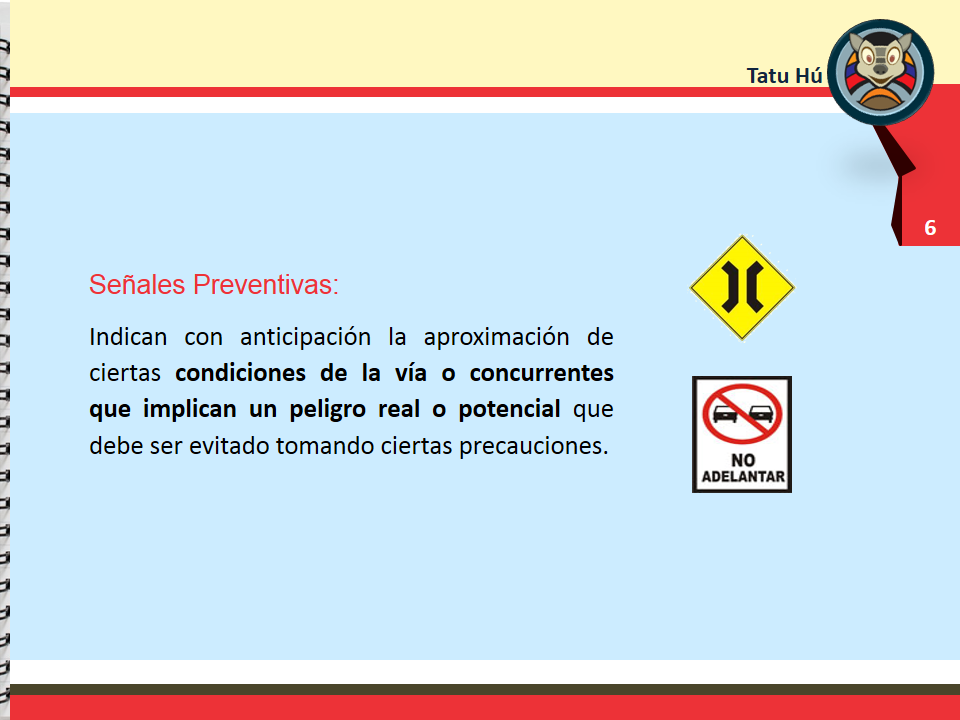 Tatu Hú
6
Señales Preventivas:
Indican con anticipación la aproximación de
ciertas condiciones de la vía o concurrentes
que implican un peligro real o potencial que
debe ser evitado tomando ciertas precauciones.
NO
ADELANTAR